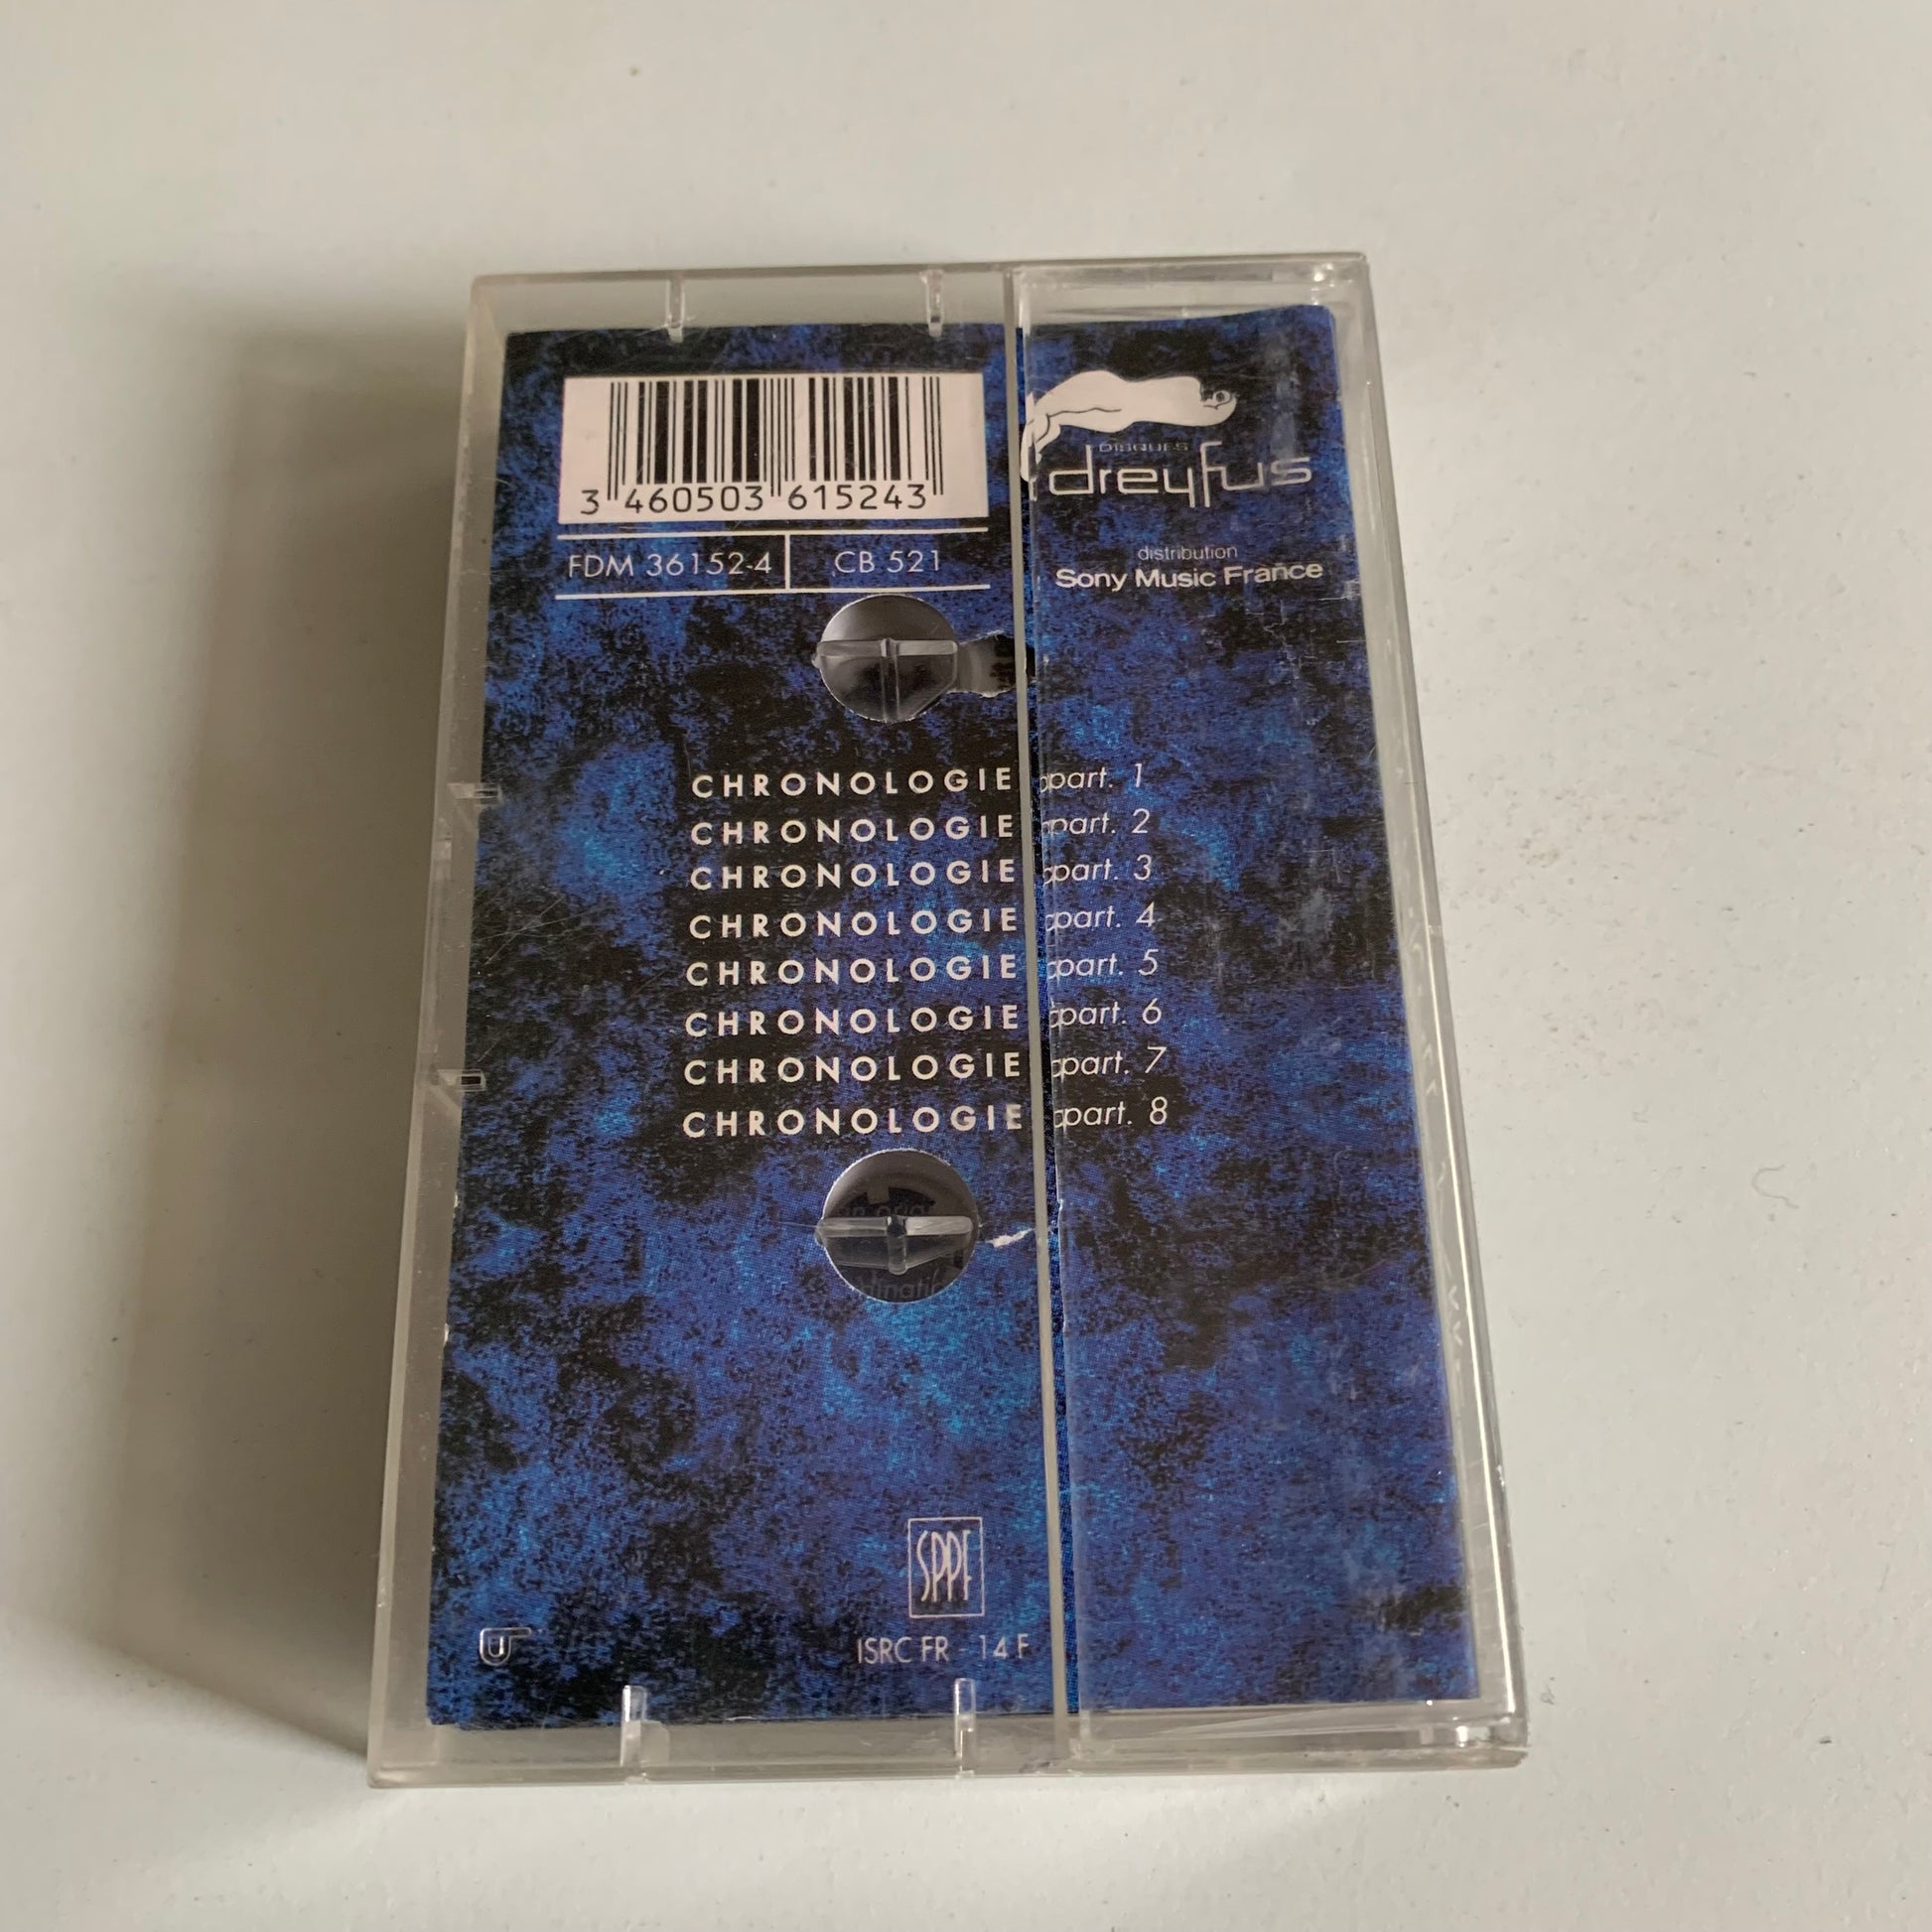 3 460503 615243
FDM 36152-4 CB 521
DISQUES
dreyfus
distribution
Sony Music France
CHRONOLOGIE part. 1
CHRONOLOGIE part. 2
CHRONOLOGIE part. 3
CHRONOLOGIE part. 4
CHRONOLOGIE part. 5
CHRONOLOGIE part. 6
CHRONOLOGIE part. 7
CHRONOLOGIE part. 8
SPPF
ISRC FR - 14 F